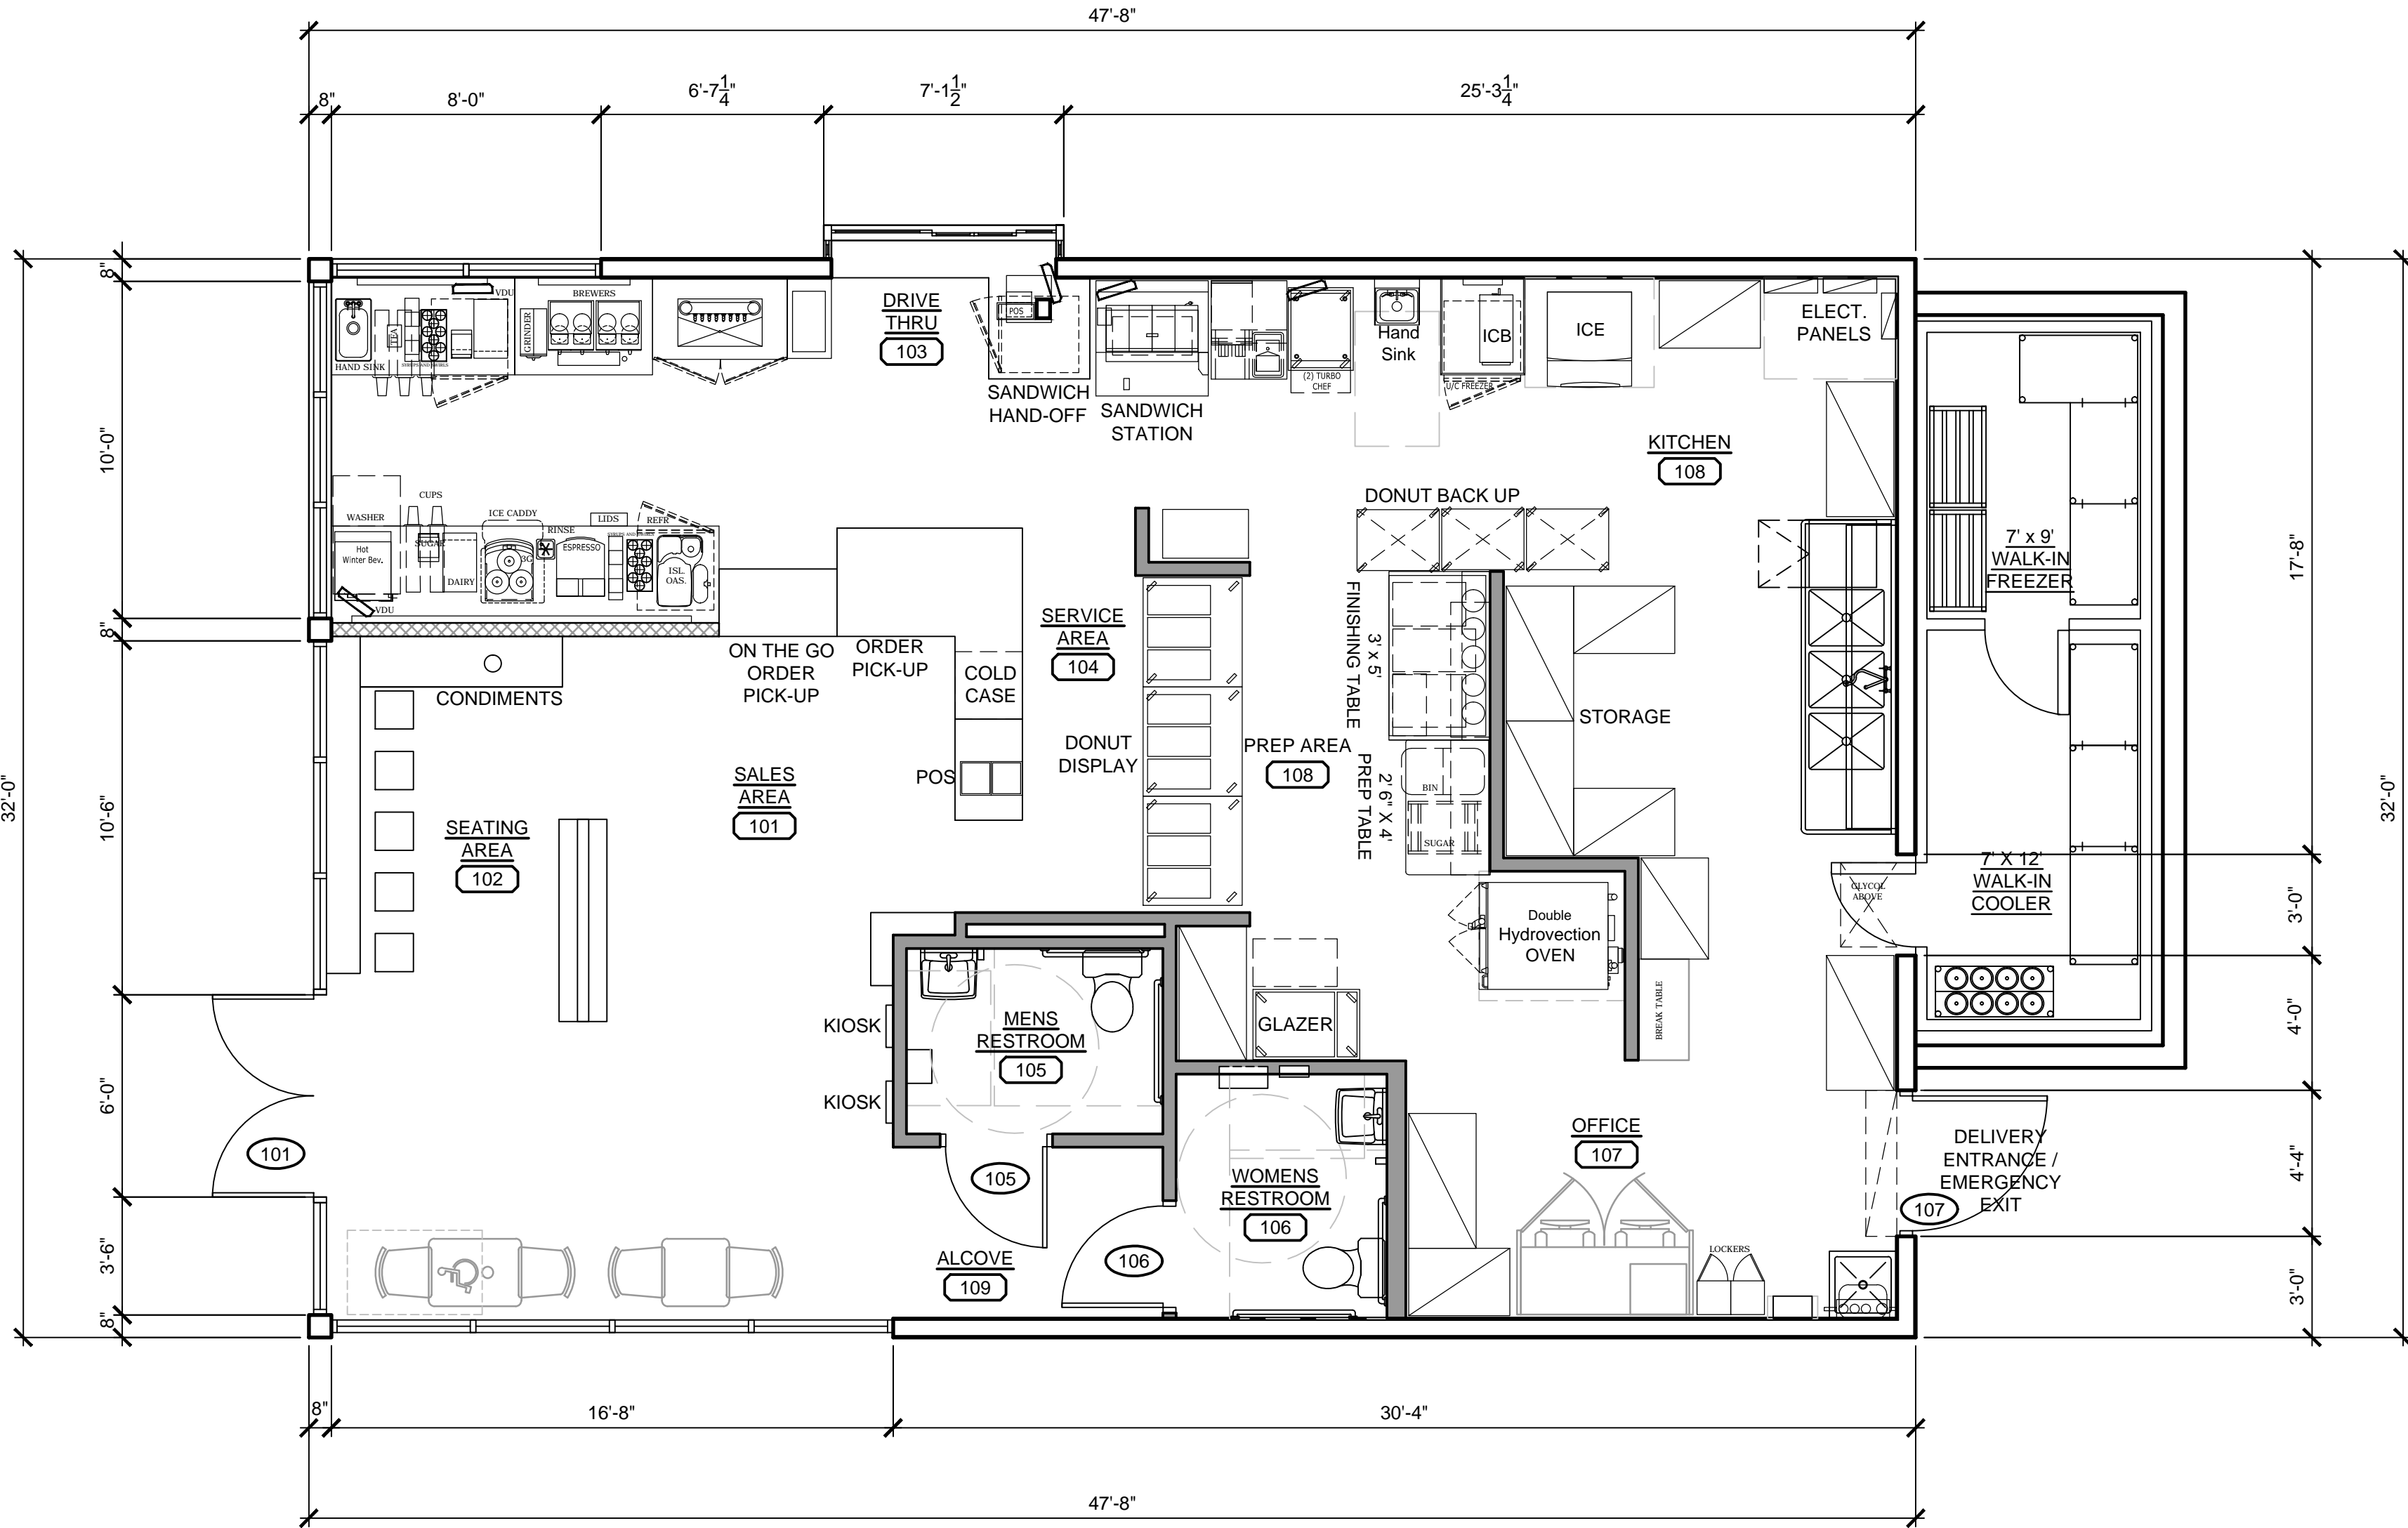 47'-8"
8"
8'-0"
6'-7 1/4"
7'-1 1/2"
25'-3 1/4"
8"
10'-0"
8"
10'-6"
6'-0"
3'-6"
8"
32'-0"
VDU
BREWERS
GRINDER
TEA
HAND SINK
SYRUPS AND SWIRLS
DRIVE
THRU
103
POS
SANDWICH
HAND-OFF
SANDWICH
STATION
(2) TURBO
CHEF
Hand
Sink
ICB
U/C FREEZER
ICE
ELECT.
PANELS
KITCHEN
108
DONUT BACK UP
WASHER
CUPS
ICE CADDY
RINSE
LIDS
REFR
Hot
Winter Bev.
SUGAR
DAIRY
3G
ESPRESSO
SYRUPS AND SWIRLS
ISL.
OAS.
VDU
CONDIMENTS
ON THE GO
ORDER
PICK-UP
ORDER
PICK-UP
COLD
CASE
POS
SERVICE
AREA
104
DONUT
DISPLAY
PREP AREA
108
3' x 5'
FINISHING TABLE
2' 6" X 4'
PREP TABLE
BIN
SUGAR
STORAGE
7' x 9'
WALK-IN
FREEZER
7' X 12'
WALK-IN
COOLER
GLYCOL
ABOVE
SEATING
AREA
102
SALES
AREA
101
Double
Hydrovection
OVEN
BREAK TABLE
GLAZER
KIOSK
KIOSK
MENS
RESTROOM
105
105
WOMENS
RESTROOM
106
106
ALCOVE
109
OFFICE
107
LOCKERS
DELIVERY
ENTRANCE /
EMERGENCY
EXIT
107
101
17'-8"
3'-0"
4'-0"
4'-4"
3'-0"
32'-0"
8"
16'-8"
30'-4"
47'-8"